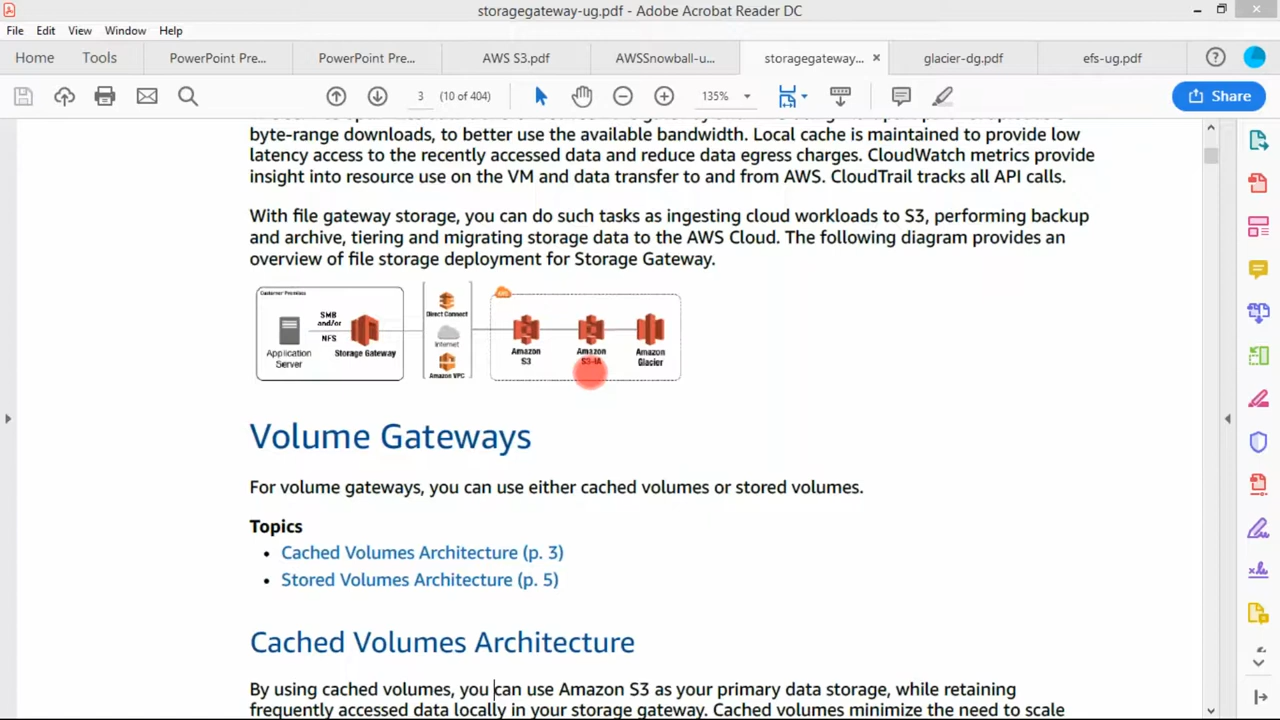 storagegateway-ug.pdf - Adobe Acrobat Reader DC
File Edit View Window Help
Home Tools PowerPoint Pre... PowerPoint Pre... AWS S3.pdf AWSSnowball-u... storagegateway... glacier-dg.pdf efs-ug.pdf
3 (10 of 404) 135% Share
byte-range downloads, to better use the available bandwidth. Local cache is maintained to provide low
latency access to the recently accessed data and reduce data egress charges. CloudWatch metrics provide
insight into resource use on the VM and data transfer to and from AWS. CloudTrail tracks all API calls.
With file gateway storage, you can do such tasks as ingesting cloud workloads to S3, performing backup
and archive, tiering and migrating storage data to the AWS Cloud. The following diagram provides an
overview of file storage deployment for Storage Gateway.
Customer Premises
SMB
and/or
NFS
Application
Server
Storage Gateway
Direct Connect
Internet
Amazon VPC
AWS
Amazon
S3
Amazon
S3-IA
Amazon
Glacier
Volume Gateways
For volume gateways, you can use either cached volumes or stored volumes.
Topics
• Cached Volumes Architecture (p. 3)
• Stored Volumes Architecture (p. 5)
Cached Volumes Architecture
By using cached volumes, you can use Amazon S3 as your primary data storage, while retaining
frequently accessed data locally in your storage gateway. Cached volumes minimize the need to scale